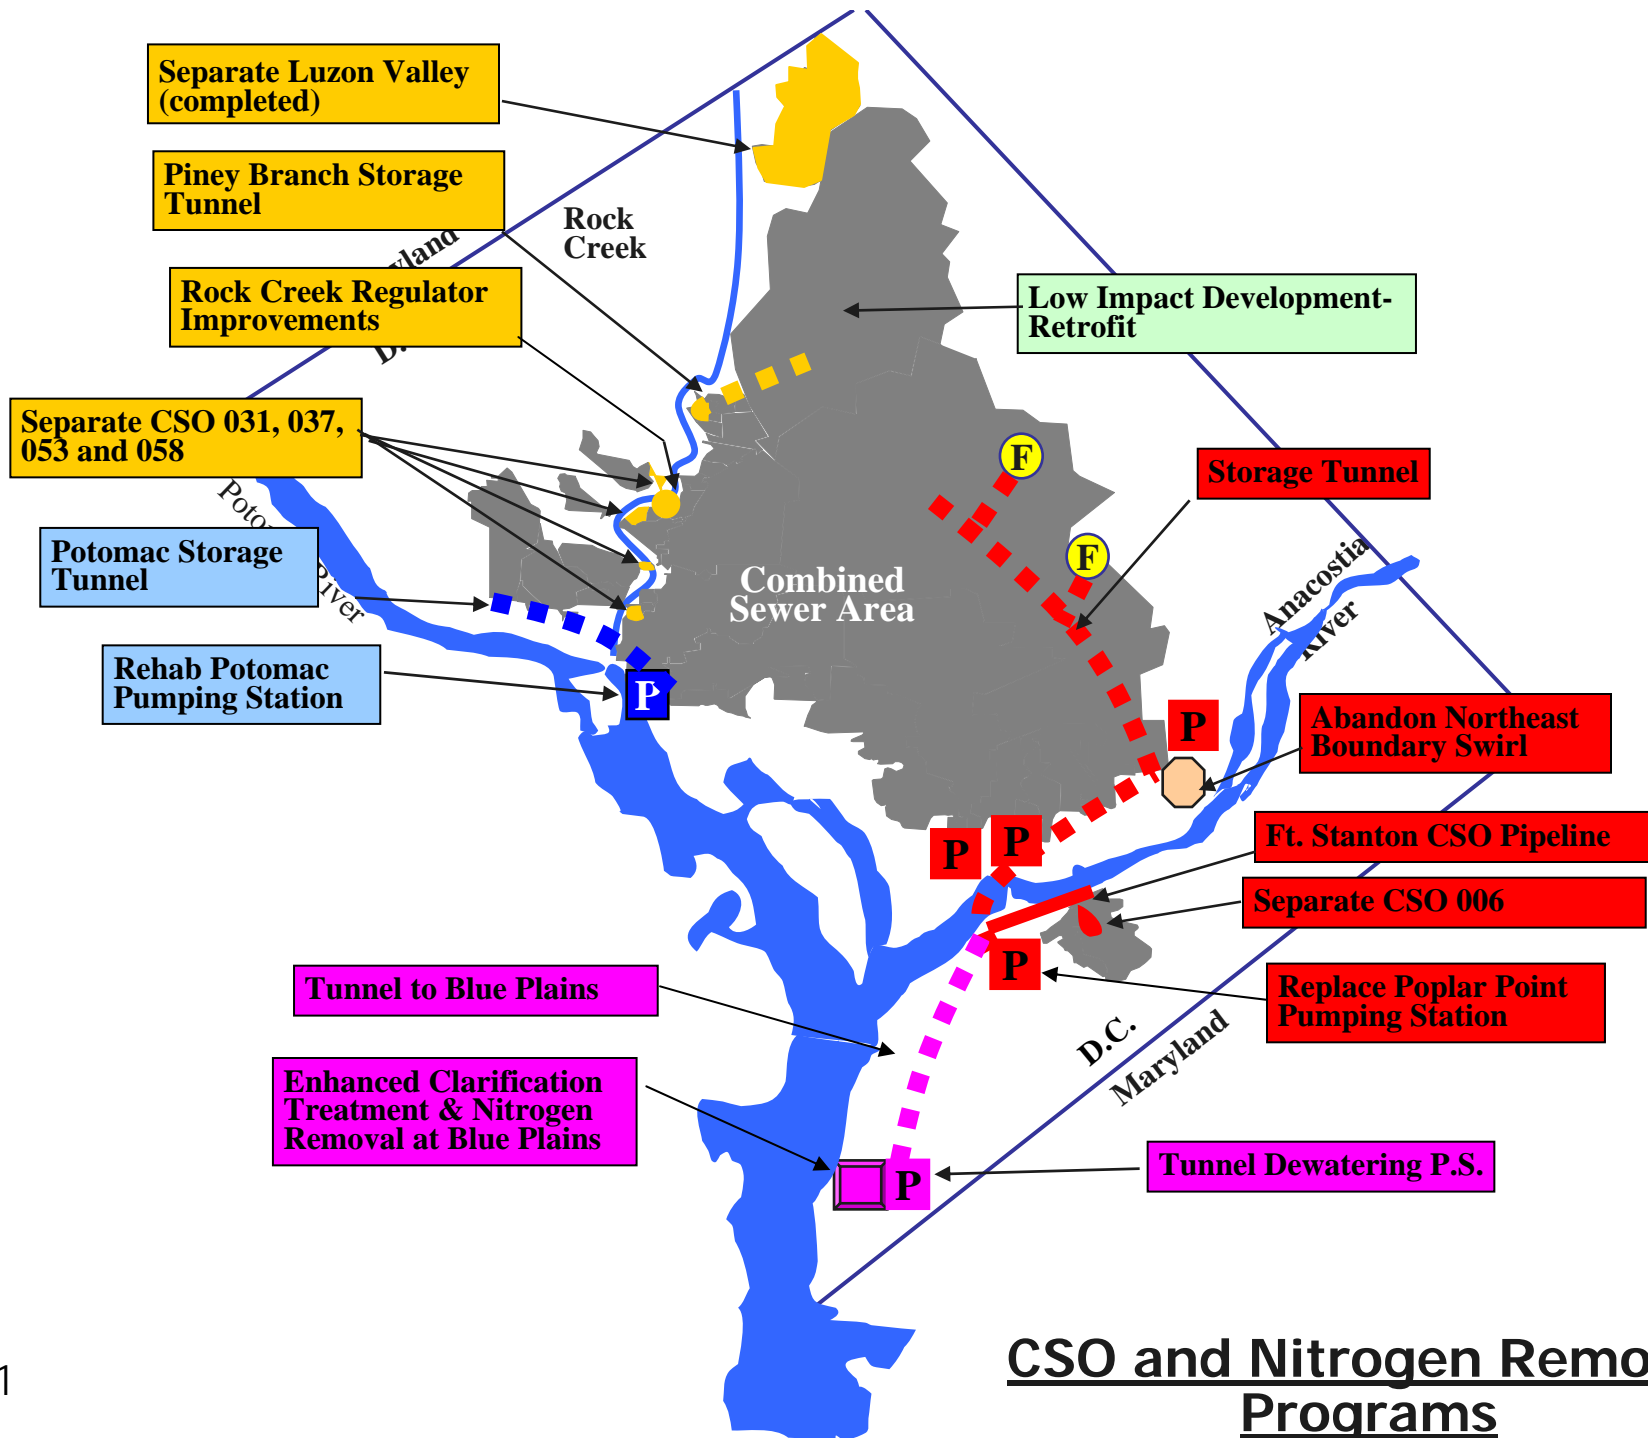 Separate Luzon Valley
(completed)
Piney Branch Storage
Tunnel
Rock
Creek
Rock Creek Regulator
Improvements
Low Impact Development-
Retrofit
Separate CSO 031, 037,
053 and 058
F
Storage Tunnel
Potomac Storage
Tunnel
River
F
Combined
Sewer Area
Anacostia
River
Rehab Potomac
Pumping Station
P
P
Abandon Northeast
Boundary Swirl
P
P
Ft. Stanton CSO Pipeline
Separate CSO 006
P
Tunnel to Blue Plains
Replace Poplar Point
Pumping Station
D.C.
Maryland
Enhanced Clarification
Treatment & Nitrogen
Removal at Blue Plains
P
Tunnel Dewatering P.S.
CSO and Nitrogen Remo
Programs
1